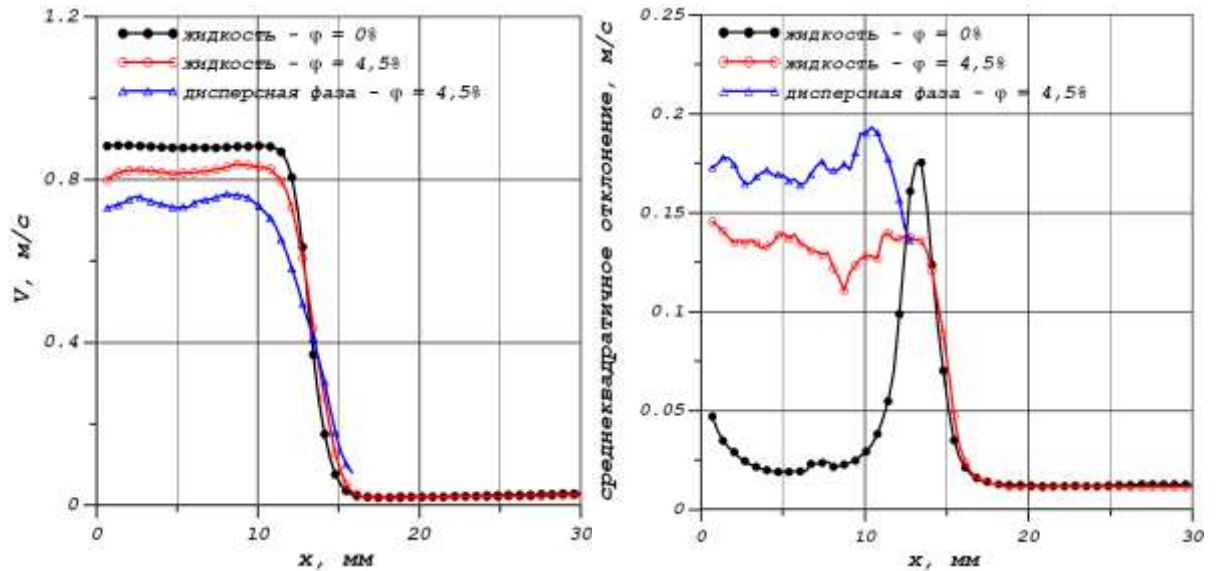 1.2
0.8
0.4
0
V, м/с
жидкость - φ = 0%
жидкость - φ = 4,5%
дисперсная фаза - φ = 4,5%
0
10
20
30
x, мм
0.25
0.2
0.15
0.1
0.05
0
среднеквадратичное отклонение, м/с
жидкость - φ = 0%
жидкость - φ = 4,5%
дисперсная фаза - φ = 4,5%
0
10
20
30
x, мм